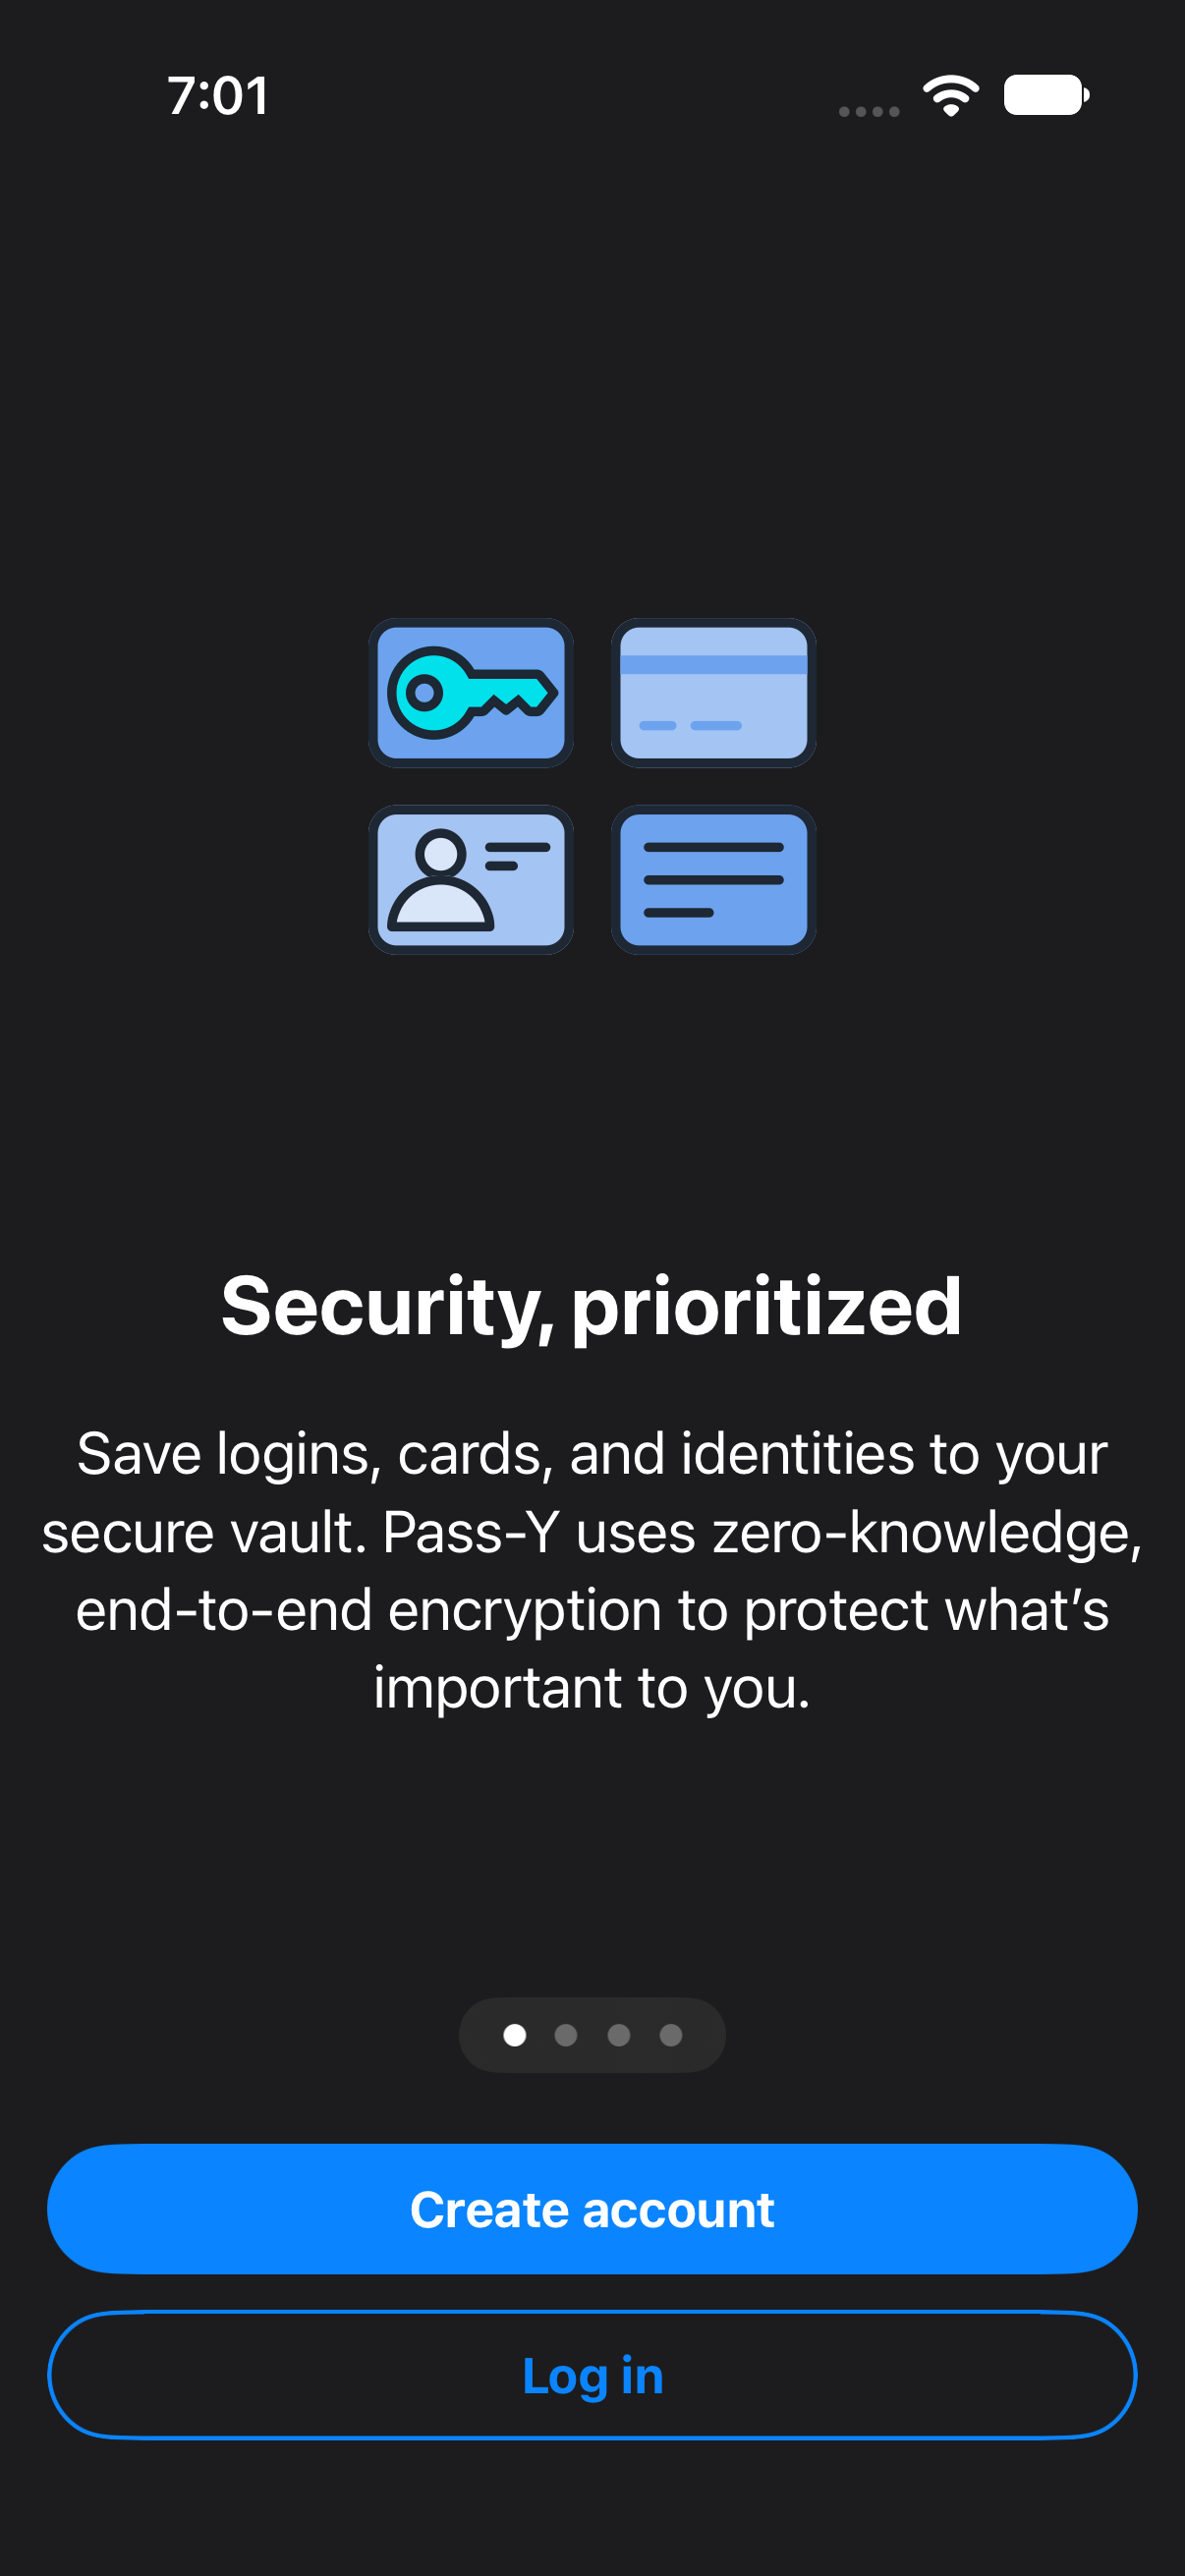 7:01
Security, prioritized
Save logins, cards, and identities to your
secure vault. Pass-Y uses zero-knowledge,
end-to-end encryption to protect what’s
important to you.
Create account
Log in